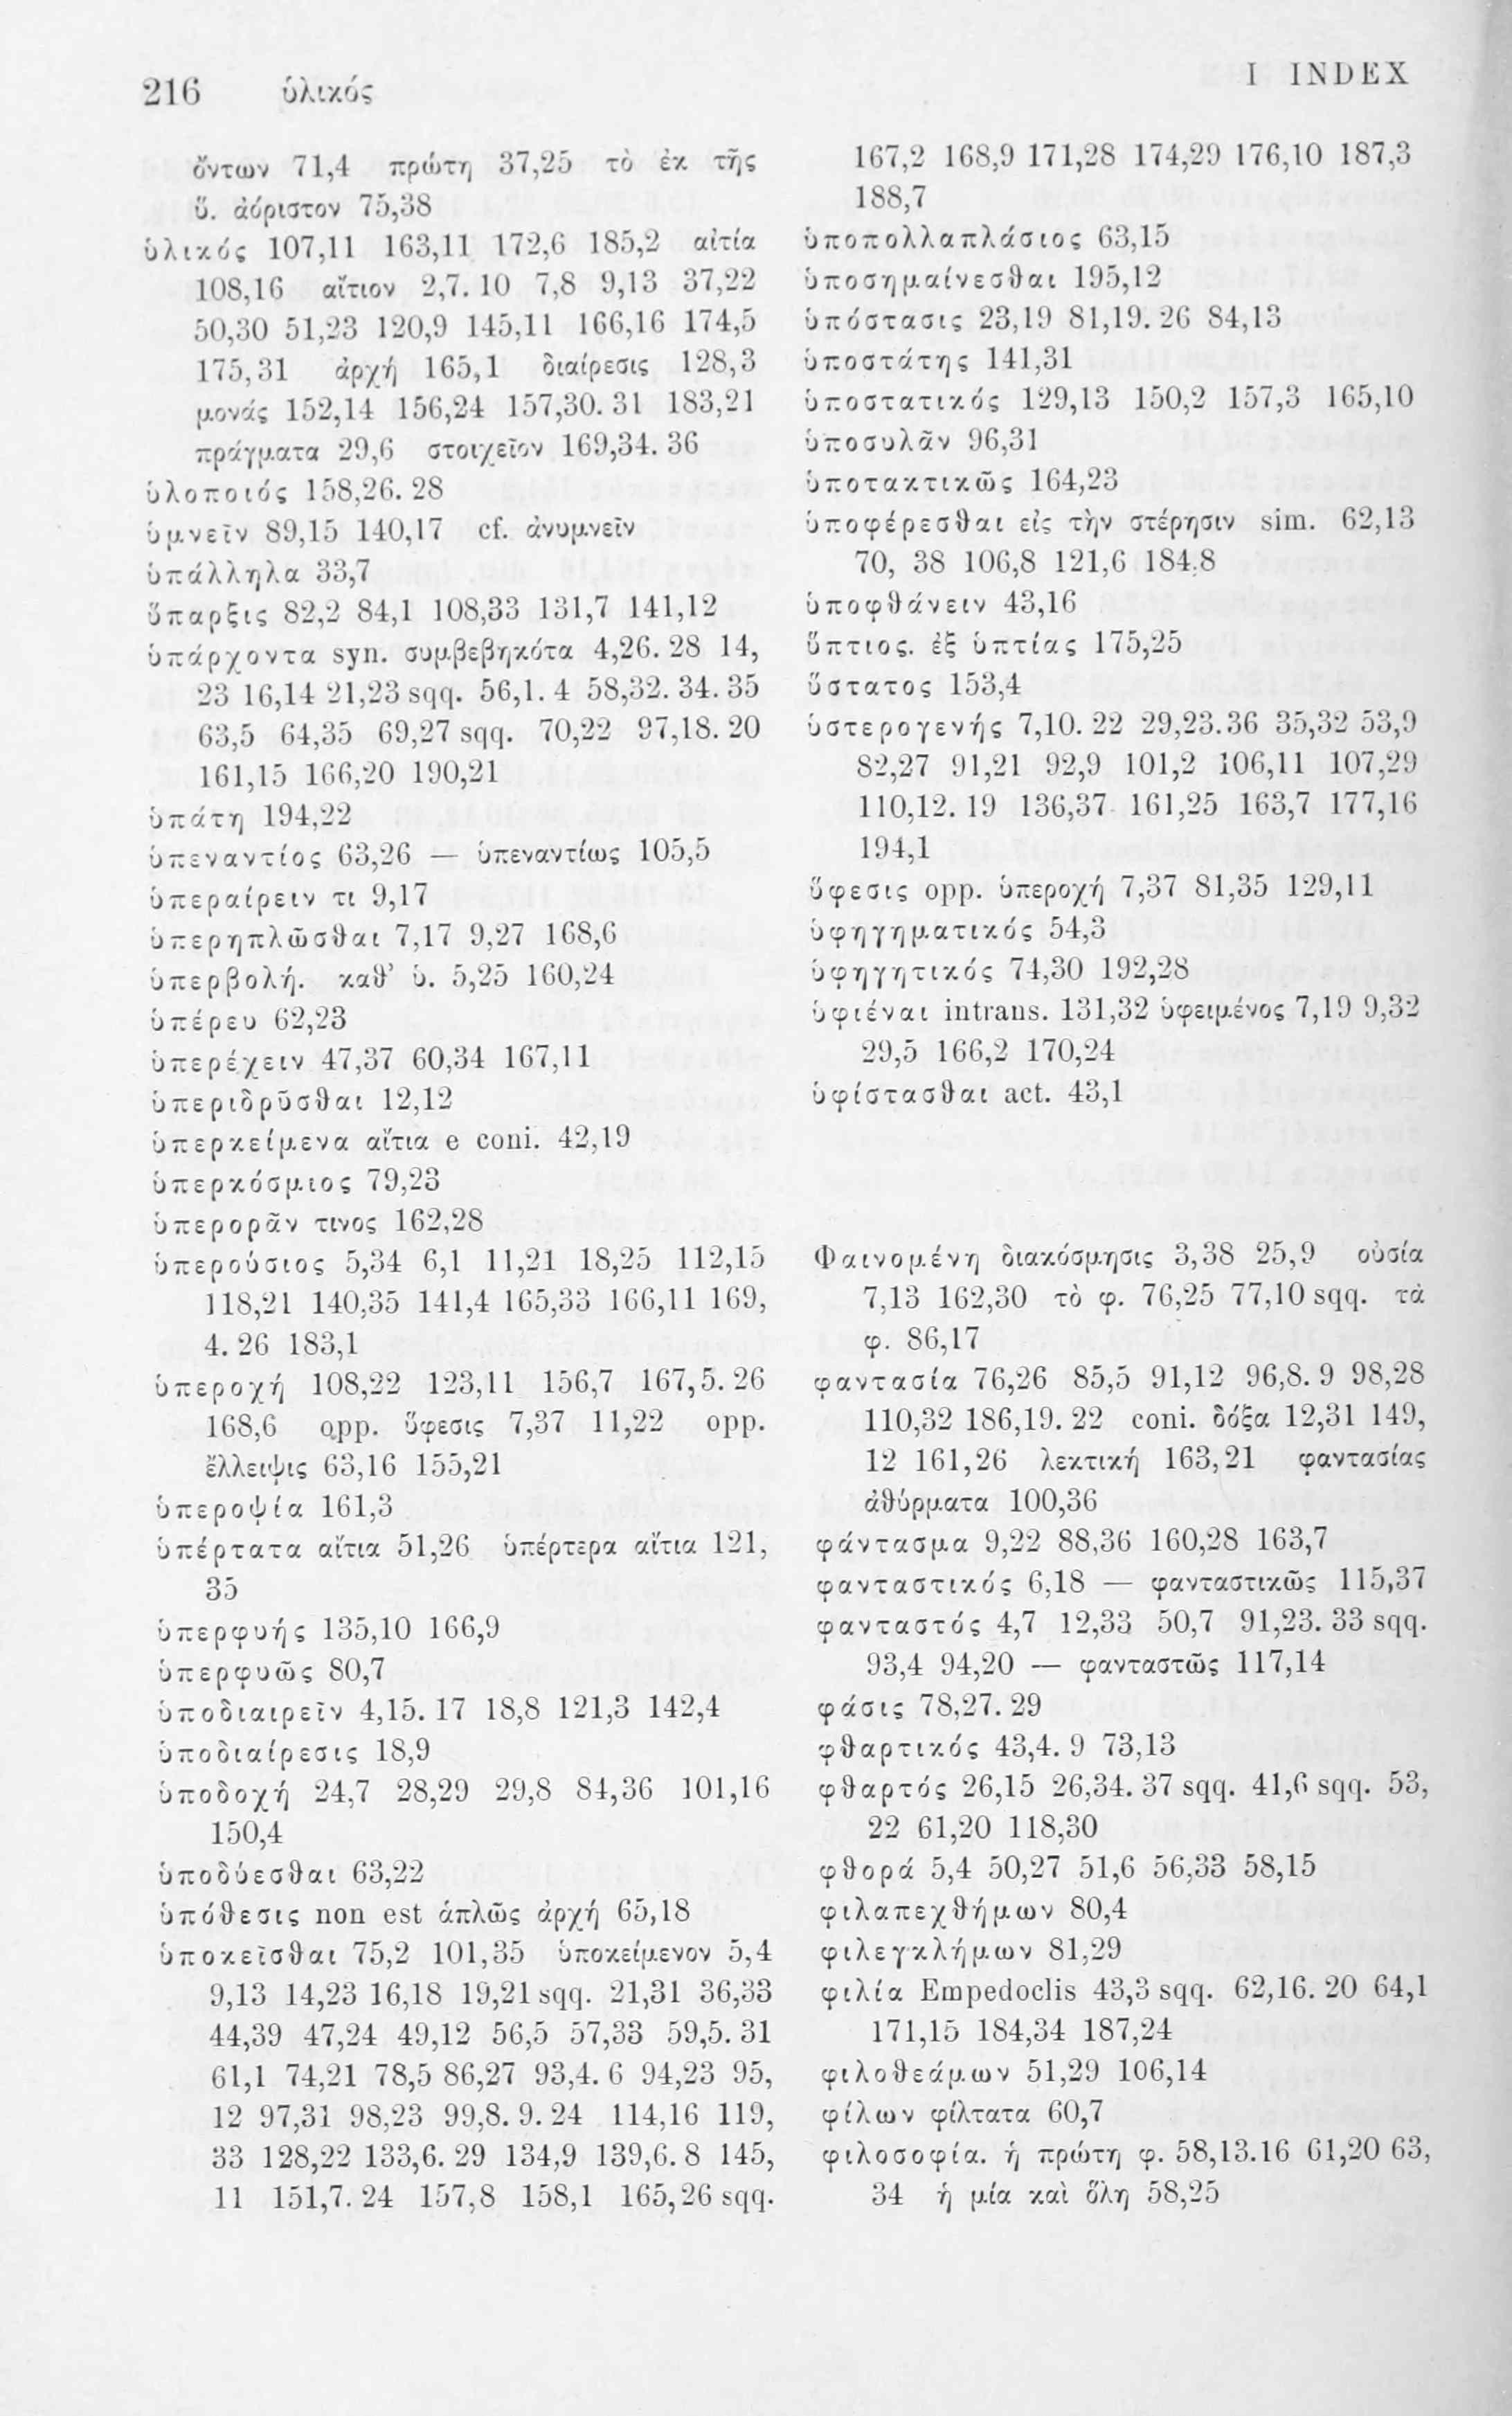 216 ὑλικός
I INDEX
ὄντων 71,4 πρώτη 37,25 τὸ ἐκ τῆς
ὕ. ἀόριστον 75,38
ὑλικός 107,11 163,11 172,6 185,2 αἰτία
108,16 αἴτιον 2,7. 10 7,8 9,13 37,22
50,30 51,23 120,9 145,11 166,16 174,5
175,31 ἀρχή 165,1 διαίρεσις 128,3
μονάς 152,14 156,24 157,30. 31 183,21
πράγματα 29,6 στοιχεῖον 169,34. 36
ὑλοποιός 158,26. 28
ὑμνεῖν 89,15 140,17 cf. ἀνυμνεῖν
ὑπάλληλα 33,7
ὕπαρξις 82,2 84,1 108,33 131,7 141,12
ὑπάρχοντα syn. συμβεβηκότα 4,26. 28 14,
23 16,14 21,23 sqq. 56,1. 4 58,32. 34. 35
63,5 64,35 69,27 sqq. 70,22 97,18. 20
161,15 166,20 190,21
ὑπάτη 194,22
ὑπεναντίος 63,26 — ὑπεναντίως 105,5
ὑπεραίρειν τι 9,17
ὑπερηπλῶσθαι 7,17 9,27 168,6
ὑπερβολή. καθ’ ὑ. 5,25 160,24
ὑπέρευ 62,23
ὑπερέχειν 47,37 60,34 167,11
ὑπεριδρῦσθαι 12,12
ὑπερκείμενα αἴτια e coni. 42,19
ὑπερκόσμιος 79,23
ὑπερορᾶν τινος 162,28
ὑπερούσιος 5,34 6,1 11,21 18,25 112,15
118,21 140,35 141,4 165,33 166,11 169,
4. 26 183,1
ὑπεροχή 108,22 123,11 156,7 167,5. 26
168,6 opp. ὕφεσις 7,37 11,22 opp.
ἔλλειψις 63,16 155,21
ὑπεροψία 161,3
ὑπέρτατα αἴτια 51,26 ὑπέρτερα αἴτια 121,
35
ὑπερφυής 135,10 166,9
ὑπερφυῶς 80,7
ὑποδιαιρεῖν 4,15. 17 18,8 121,3 142,4
ὑποδιαίρεσις 18,9
ὑποδοχή 24,7 28,29 29,8 84,36 101,16
150,4
ὑποδύεσθαι 63,22
ὑπόθεσις non est ἁπλῶς ἀρχή 65,18
ὑποκεῖσθαι 75,2 101,35 ὑποκείμενον 5,4
9,13 14,23 16,18 19,21 sqq. 21,31 36,33
44,39 47,24 49,12 56,5 57,33 59,5. 31
61,1 74,21 78,5 86,27 93,4. 6 94,23 95,
12 97,31 98,23 99,8. 9. 24 114,16 119,
33 128,22 133,6. 29 134,9 139,6. 8 145,
11 151,7. 24 157,8 158,1 165,26 sqq.
167,2 168,9 171,28 174,29 176,10 187,3
188,7
ὑποπολλαπλάσιος 63,15
ὑποσημαίνεσθαι 195,12
ὑπόστασις 23,19 81,19. 26 84,13
ὑποστάτης 141,31
ὑποστατικός 129,13 150,2 157,3 165,10
ὑποσυλᾶν 96,31
ὑποτακτικῶς 164,23
ὑποφέρεσθαι εἰς τὴν στέρησιν sim. 62,13
70, 38 106,8 121,6 184,8
ὑποφθάνειν 43,16
ὕπτιος. ἐξ ὑπτίας 175,25
ὕστατος 153,4
ὑστερογενής 7,10. 22 29,23.36 35,32 53,9
82,27 91,21 92,9 101,2 106,11 107,29
110,12. 19 136,37 161,25 163,7 177,16
194,1
ὕφεσις opp. ὑπεροχή 7,37 81,35 129,11
ὑφηγηματικός 54,3
ὑφηγητικός 74,30 192,28
ὑφιέναι intrans. 131,32 ὑφειμένος 7,19 9,32
29,5 166,2 170,24
ὑφίστασθαι act. 43,1
Φαινομένη διακόσμησις 3,38 25,9 οὐσία
7,13 162,30 τὸ φ. 76,25 77,10 sqq. τὰ
φ. 86,17
φαντασία 76,26 85,5 91,12 96,8. 9 98,28
110,32 186,19. 22 coni. δόξα 12,31 149,
12 161,26 λεκτική 163,21 φαντασίας
ἀθύρματα 100,36
φάντασμα 9,22 88,36 160,28 163,7
φανταστικός 6,18 — φανταστικῶς 115,37
φανταστός 4,7 12,33 50,7 91,23. 33 sqq.
93,4 94,20 — φανταστῶς 117,14
φάσις 78,27. 29
φθαρτικός 43,4. 9 73,13
φθαρτός 26,15 26,34. 37 sqq. 41,6 sqq. 53,
22 61,20 118,30
φθορά 5,4 50,27 51,6 56,33 58,15
φιλαπεχθήμων 80,4
φιλεγκλήμων 81,29
φιλία Empedoclis 43,3 sqq. 62,16. 20 64,1
171,15 184,34 187,24
φιλοθεάμων 51,29 106,14
φίλων φίλτατα 60,7
φιλοσοφία. ἡ πρώτη φ. 58,13.16 61,20 63,
34 ἡ μία καὶ ὅλη 58,25